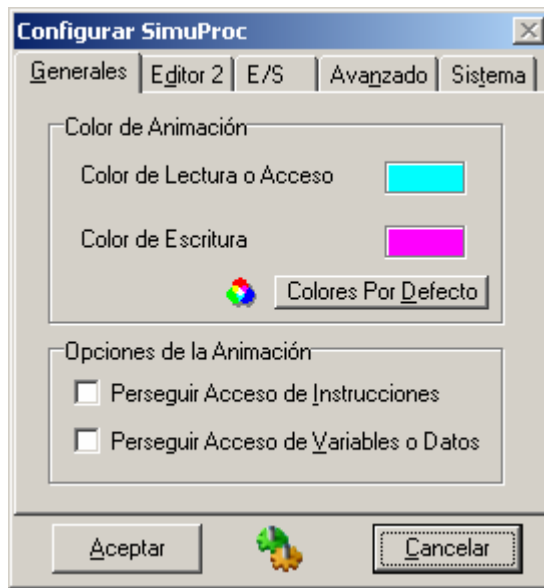 Configurar SimuProc
Generales Editor 2 E/S Avanzado Sistema
Color de Animación
Color de Lectura o Acceso
Color de Escritura
Colores Por Defecto
Opciones de la Animación
Perseguir Acceso de Instrucciones
Perseguir Acceso de Variables o Datos
Aceptar Cancelar